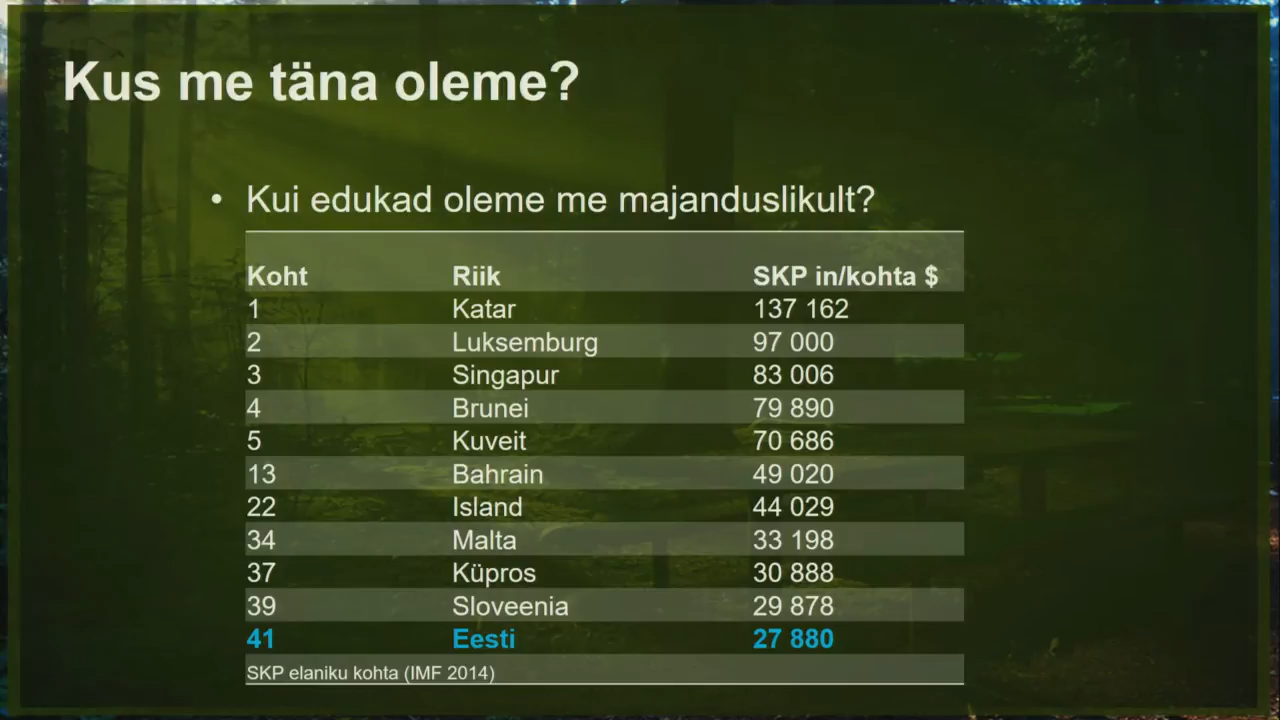 Kus me täna oleme?
• Kui edukad oleme me majanduslikult?
Koht Riik SKP in/kohta $
1 Katar 137 162
2 Luksemburg 97 000
3 Singapur 83 006
4 Brunei 79 890
5 Kuveit 70 686
13 Bahrain 49 020
22 Island 44 029
34 Malta 33 198
37 Küpros 30 888
39 Sloveenia 29 878
41 Eesti 27 880
SKP elaniku kohta (IMF 2014)